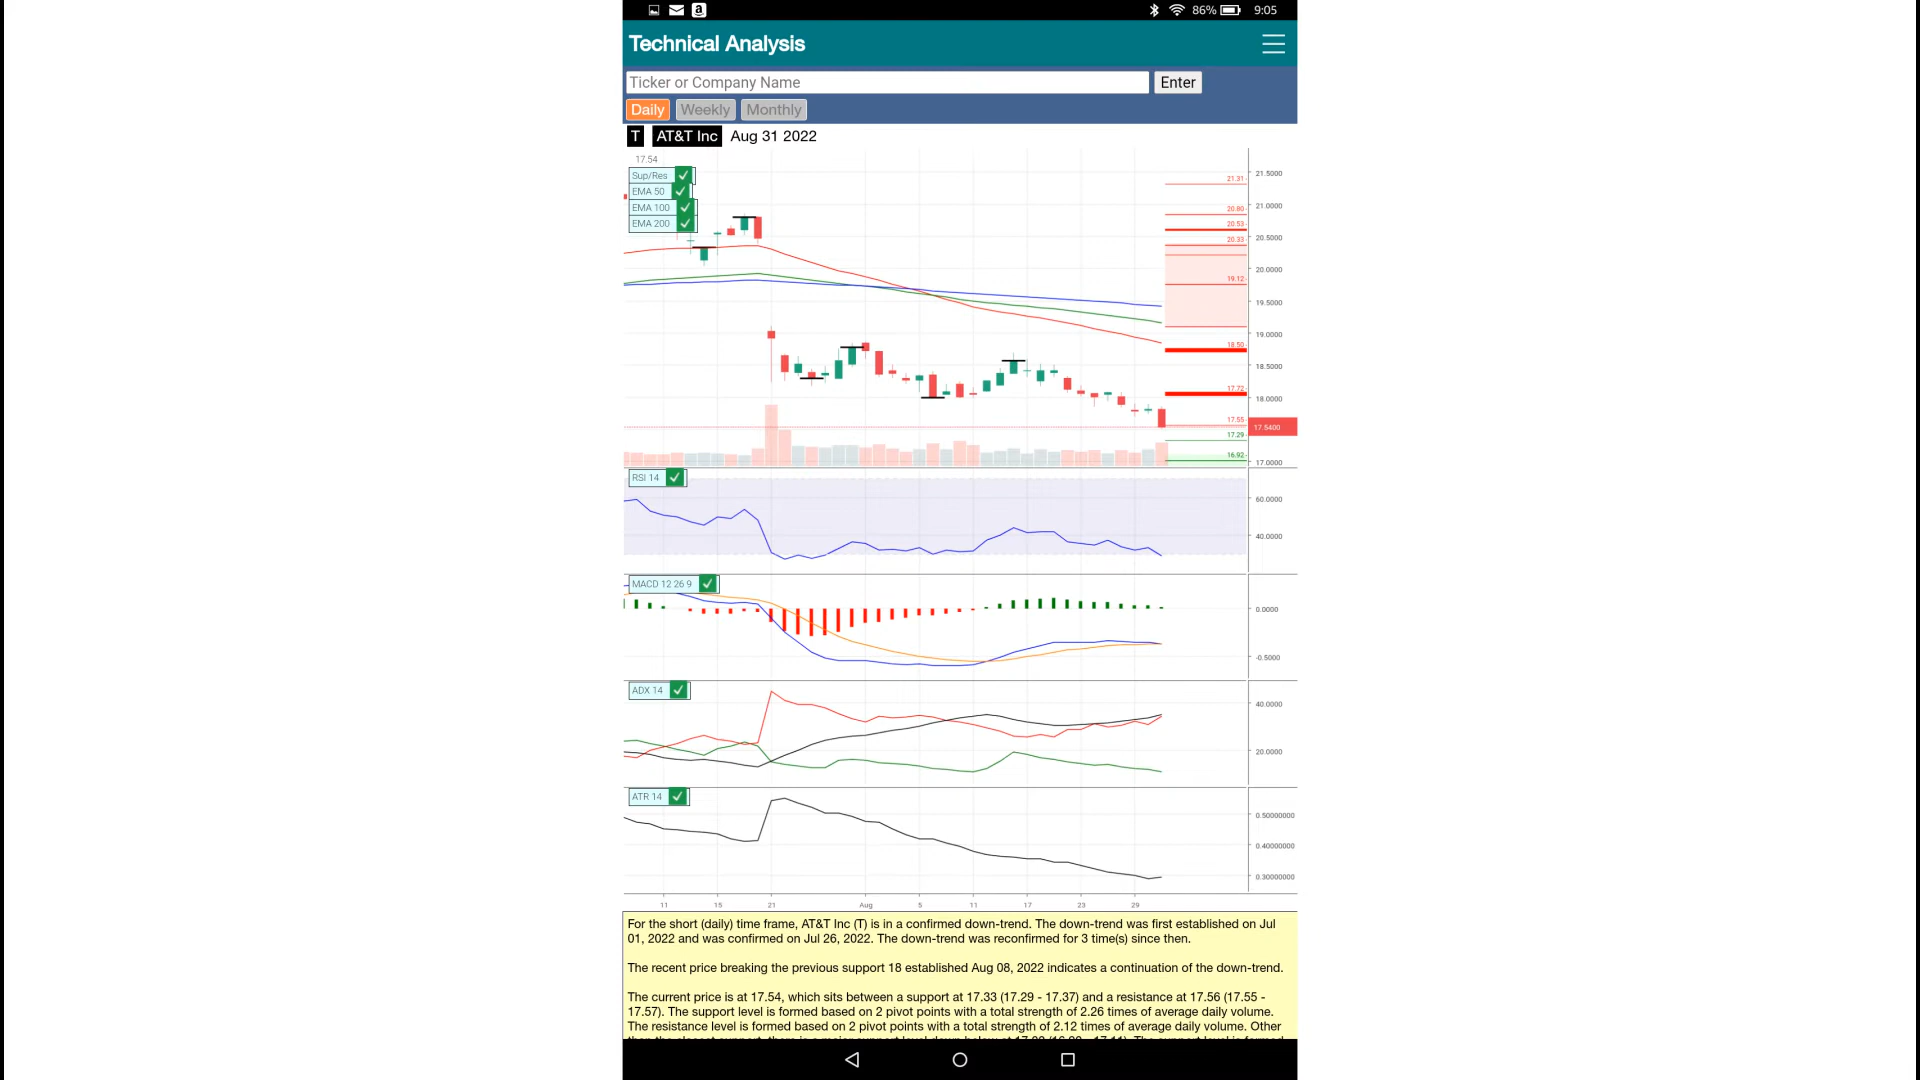 86% 9:05
Technical Analysis
Ticker or Company Name Enter
Daily Weekly Monthly
T AT&T Inc Aug 31 2022
17.54
Sup/Res
EMA 50
EMA 100
EMA 200
21.31
20.80
20.53
20.33
19.12
18.50
17.72
17.55
17.29
16.92
21.5000
21.0000
20.5000
20.0000
19.5000
19.0000
18.5000
18.0000
17.5400
17.0000
RSI 14
60.0000
40.0000
MACD 12 26 9
0.0000
-0.5000
ADX 14
40.0000
20.0000
ATR 14
0.50000000
0.40000000
0.30000000
11 15 21 Aug 5 11 17 23 29
For the short (daily) time frame, AT&T Inc (T) is in a confirmed down-trend. The down-trend was first established on Jul
01, 2022 and was confirmed on Jul 26, 2022. The down-trend was reconfirmed for 3 time(s) since then.
The recent price breaking the previous support 18 established Aug 08, 2022 indicates a continuation of the down-trend.
The current price is at 17.54, which sits between a support at 17.33 (17.29 - 17.37) and a resistance at 17.56 (17.55 -
17.57). The support level is formed based on 2 pivot points with a total strength of 2.26 times of average daily volume.
The resistance level is formed based on 2 pivot points with a total strength of 2.12 times of average daily volume. Other